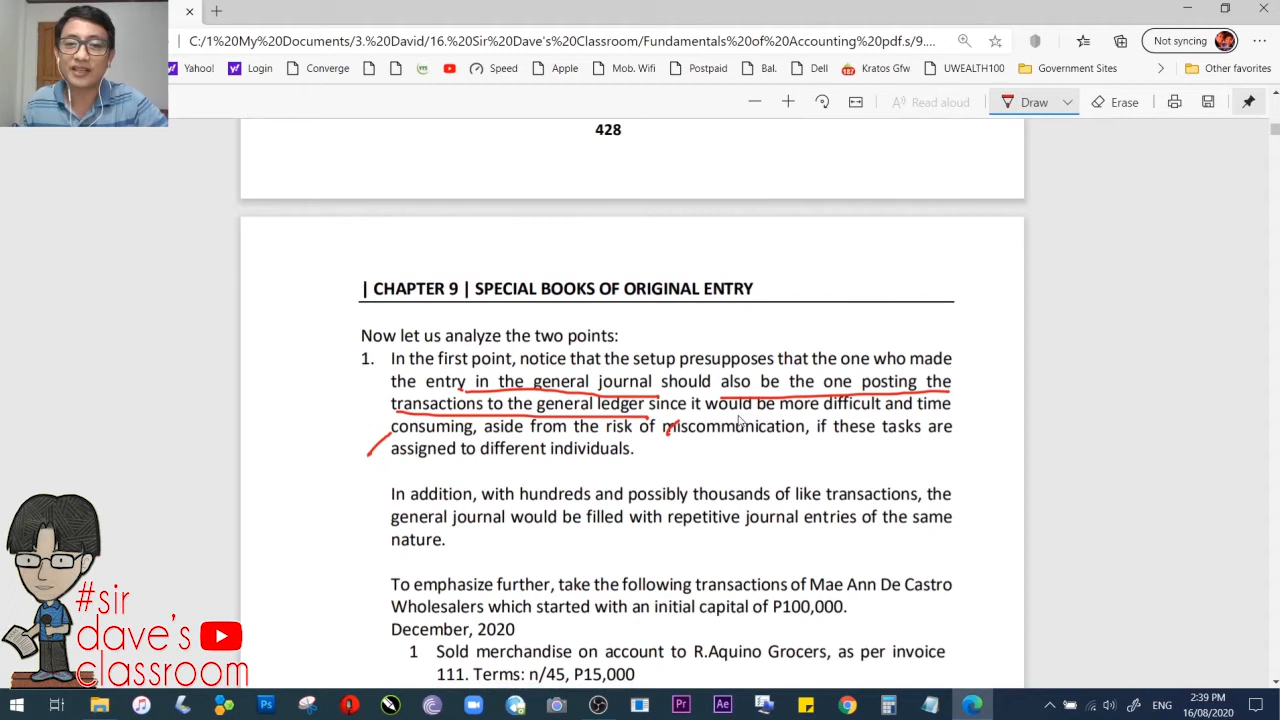 C:/1%20My%20Documents/3.%20David/16.%20Sir%20Dave's%20Classroom/Fundamentals%20of%20Accounting%20pdf.s/9....
Not syncing
Yahoo!
Login
Converge
Speed
Apple
Mob. Wifi
Postpaid
Bal.
Dell
Kratos Gfw
UWEALTH100
Government Sites
Other favorites
Read aloud
Draw
Erase
428
| CHAPTER 9 | SPECIAL BOOKS OF ORIGINAL ENTRY
Now let us analyze the two points:
1. In the first point, notice that the setup presupposes that the one who made
the entry in the general journal should also be the one posting the
transactions to the general ledger since it would be more difficult and time
consuming, aside from the risk of miscommunication, if these tasks are
assigned to different individuals.
In addition, with hundreds and possibly thousands of like transactions, the
general journal would be filled with repetitive journal entries of the same
nature.
To emphasize further, take the following transactions of Mae Ann De Castro
Wholesalers which started with an initial capital of P100,000.
December, 2020
1 Sold merchandise on account to R.Aquino Grocers, as per invoice
111. Terms: n/45, P15,000
#sir
dave's
classroom
2:39 PM
16/08/2020